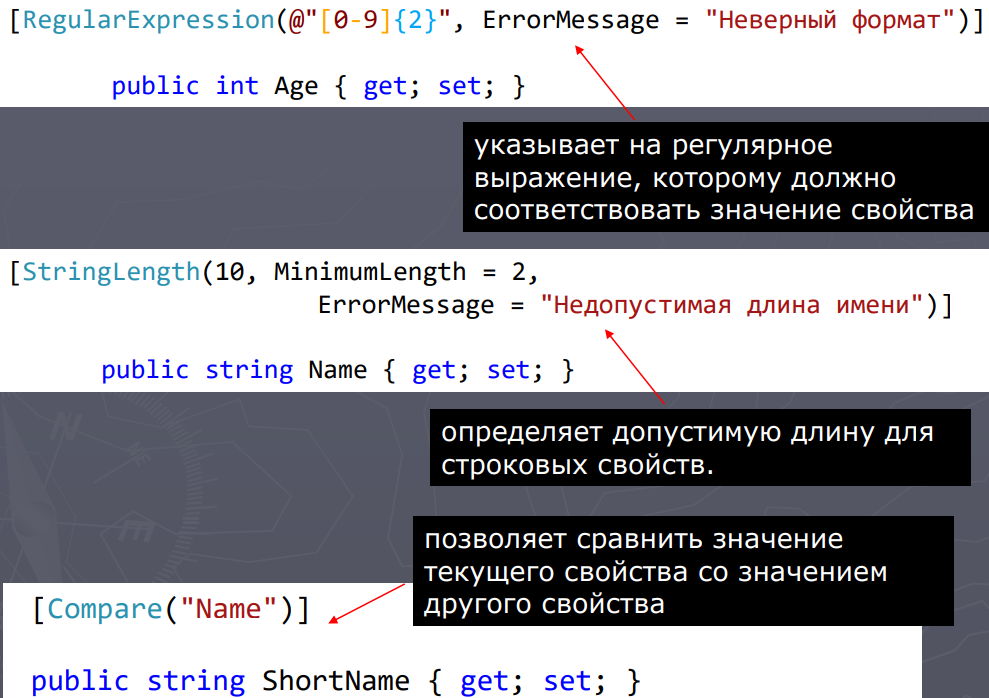 [RegularExpression(@"[0-9]{2}", ErrorMessage = "Неверный формат")]
public int Age { get; set; }
указывает на регулярное
выражение, которому должно
соответствовать значение свойства
[StringLength(10, MinimumLength = 2,
ErrorMessage = "Недопустимая длина имени")]
public string Name { get; set; }
определяет допустимую длину для
строковых свойств.
позволяет сравнить значение
текущего свойства со значением
другого свойства
[Compare("Name")]
public string ShortName { get; set; }
N
E